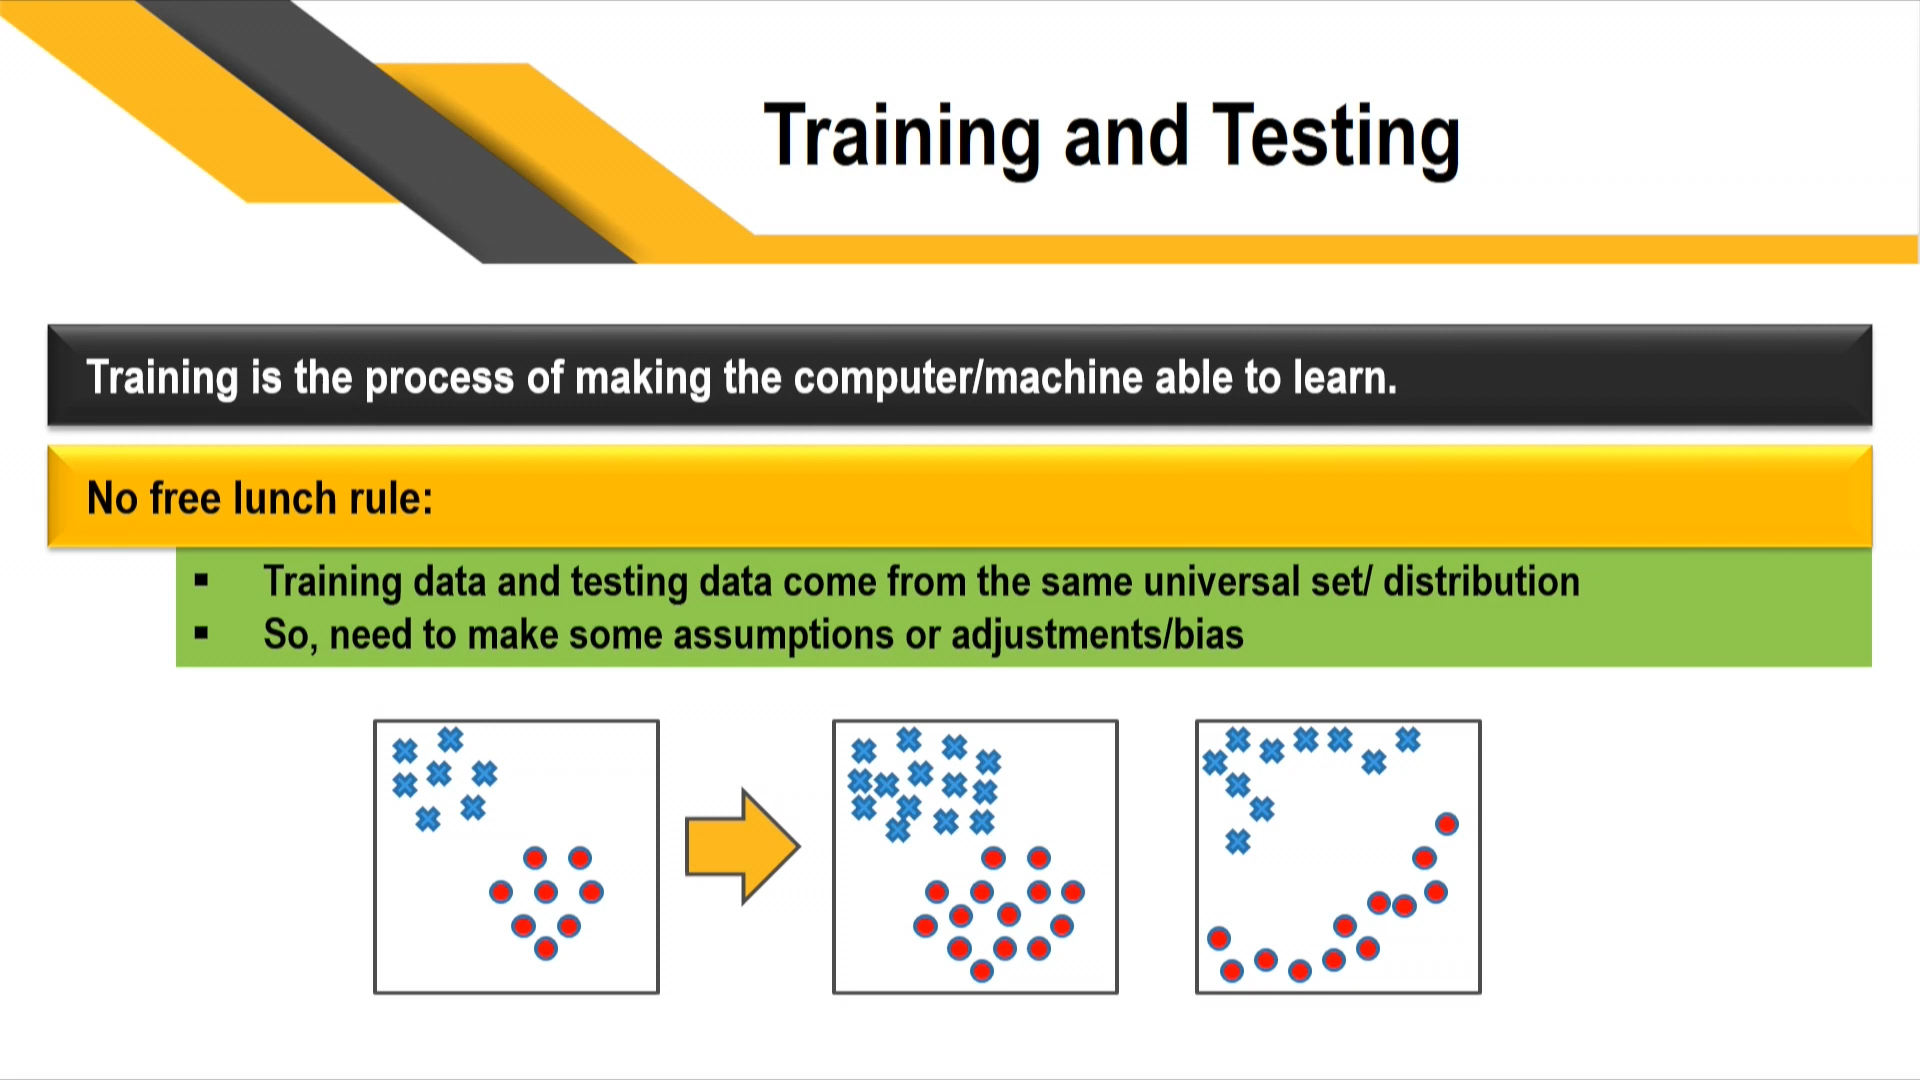 Training and Testing
Training is the process of making the computer/machine able to learn.
No free lunch rule:
▪ Training data and testing data come from the same universal set/ distribution
▪ So, need to make some assumptions or adjustments/bias